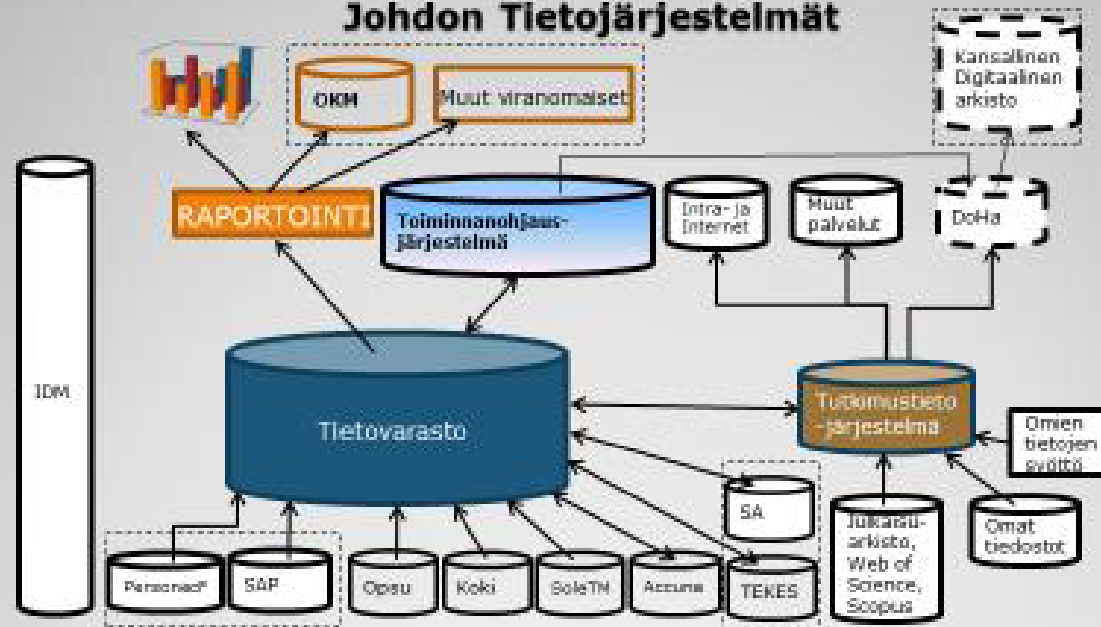 Johdon Tietojärjestelmät
Kansallinen
Digitaalinen
arkisto
OKM
Muut viranomaiset
RAPORTOINTI
Toiminnanohjaus-
järjestelmä
Intra- ja
Internet
Muut
palvelut
DoHa
IDM
Tietovarasto
Tutkimustieto
-järjestelmä
Omien
tietojen
syöttö
SA
Julkaisu-
arkisto,
Web of
Science,
Scopus
Omat
tiedostot
SAP
Opsu
Koki
SoleTM
TEKES